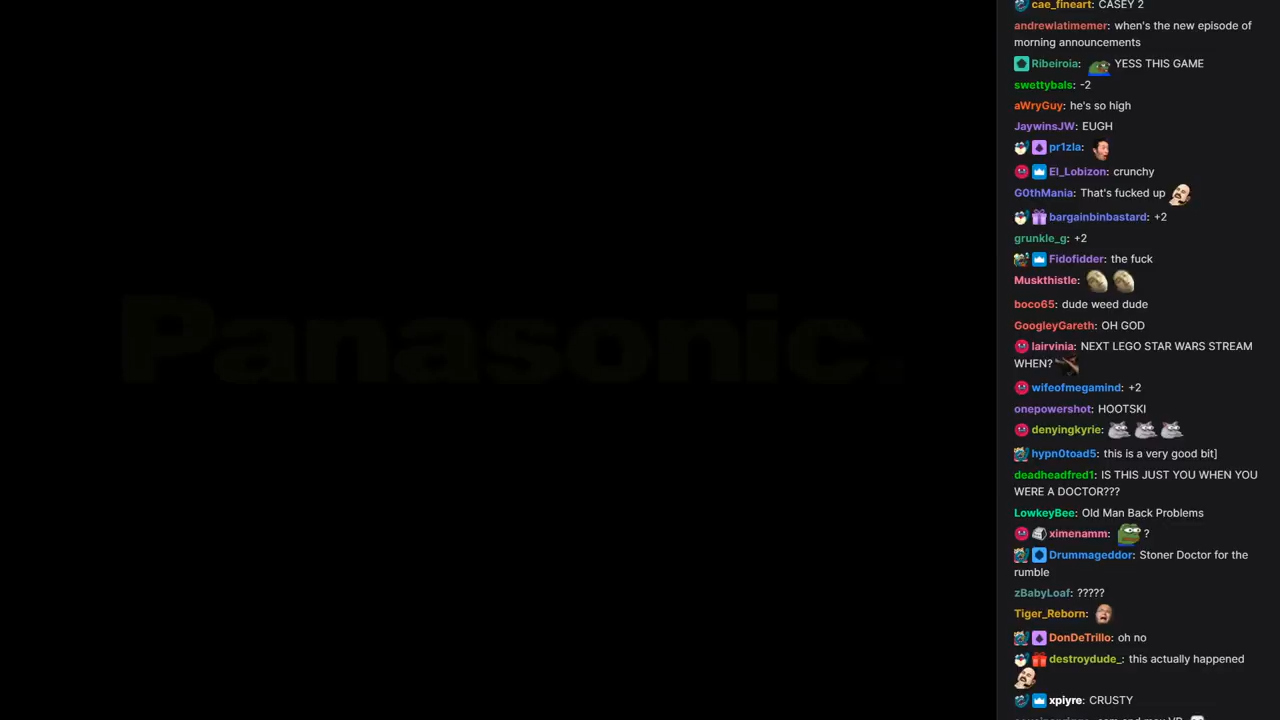 Panasonic.
cae_fineart: CASEY 2
andrewlatimemer: when's the new episode of
morning announcements
Ribeiroia: YESS THIS GAME
swettybals: -2
aWryGuy: he's so high
JaywinsJW: EUGH
pr1zla:
El_Lobizon: crunchy
G0thMania: That's fucked up
bargainbinbastard: +2
grunkle_g: +2
Fidofidder: the fuck
Muskthistle:
boco65: dude weed dude
GoogleyGareth: OH GOD
lairvinia: NEXT LEGO STAR WARS STREAM
WHEN?
wifeofmegamind: +2
onepowershot: HOOTSKI
denyingkyrie:
hypn0toad5: this is a very good bit]
deadheadfred1: IS THIS JUST YOU WHEN YOU
WERE A DOCTOR???
LowkeyBee: Old Man Back Problems
ximenamm: ?
Drummageddor: Stoner Doctor for the
rumble
zBabyLoaf: ?????
Tiger_Reborn:
DonDeTrillo: oh no
destroydude_: this actually happened
xpiyre: CRUSTY